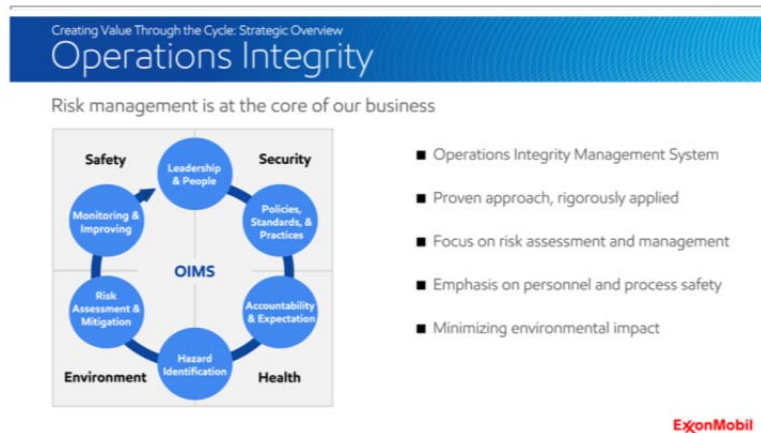 Creating Value Through the Cycle: Strategic Overview
Operations Integrity
Risk management is at the core of our business
Safety
Security
Leadership
& People
Policies,
Standards, &
Practices
Accountability
& Expectation
Hazard
Identification
Risk
Assessment &
Mitigation
Monitoring &
Improving
OIMS
Environment
Health
■ Operations Integrity Management System
■ Proven approach, rigorously applied
■ Focus on risk assessment and management
■ Emphasis on personnel and process safety
■ Minimizing environmental impact
ExxonMobil